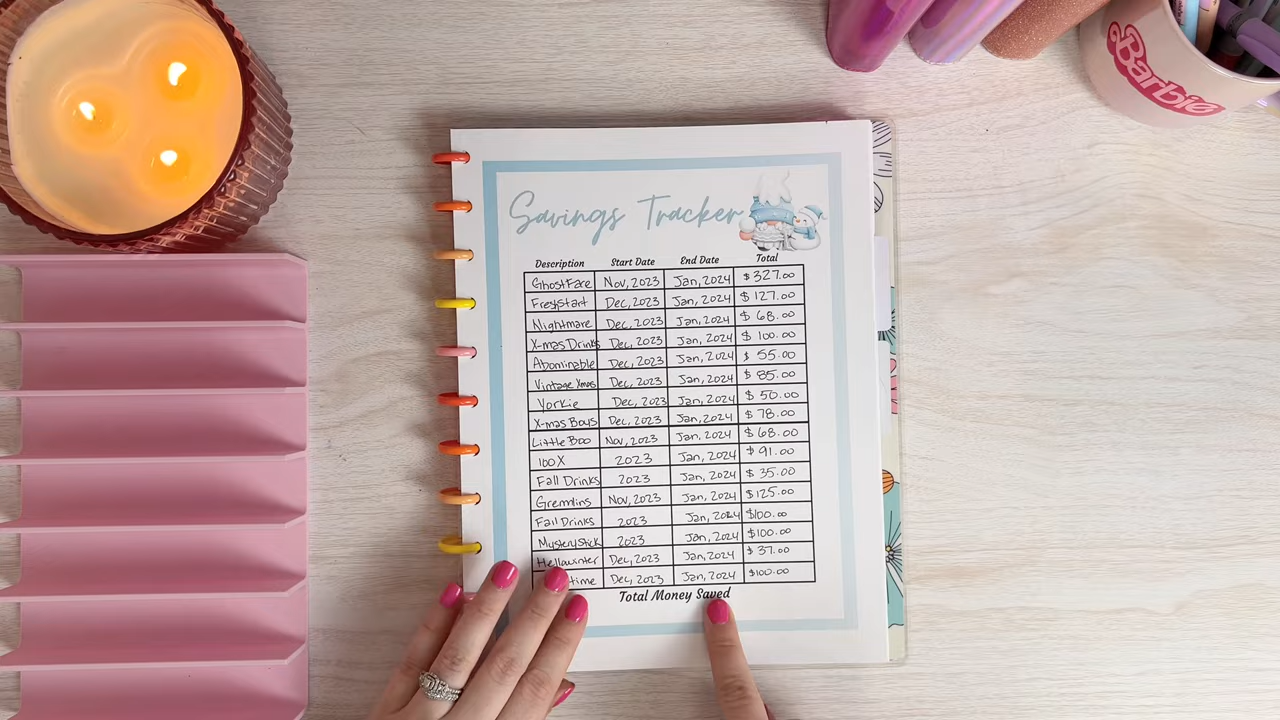 Barbie
Savings Tracker
Description Start Date End Date Total
GhostFace Nov, 2023 Jan, 2024 $327.00
Freshstart Dec, 2023 Jan, 2024 $127.00
Nightmare Dec, 2023 Jan, 2024 $68.00
X-mas Drinks Dec, 2023 Jan, 2024 $100.00
Abominable Dec, 2023 Jan, 2024 $55.00
Vintage Xmas Dec, 2023 Jan, 2024 $85.00
Yorkie Dec, 2023 Jan, 2024 $50.00
X-mas Boys Dec, 2023 Jan, 2024 $78.00
Little Boo Nov, 2023 Jan, 2024 $68.00
100X 2023 Jan, 2024 $91.00
Fall Drinks 2023 Jan, 2024 $35.00
Gremlins Nov, 2023 Jan, 2024 $125.00
Fall Drinks 2023 Jan, 2024 $100.00
Mystery Stick 2023 Jan, 2024 $100.00
Hellowinter Dec, 2023 Jan, 2024 $37.00
time Dec, 2023 Jan, 2024 $100.00
Total Money Saved